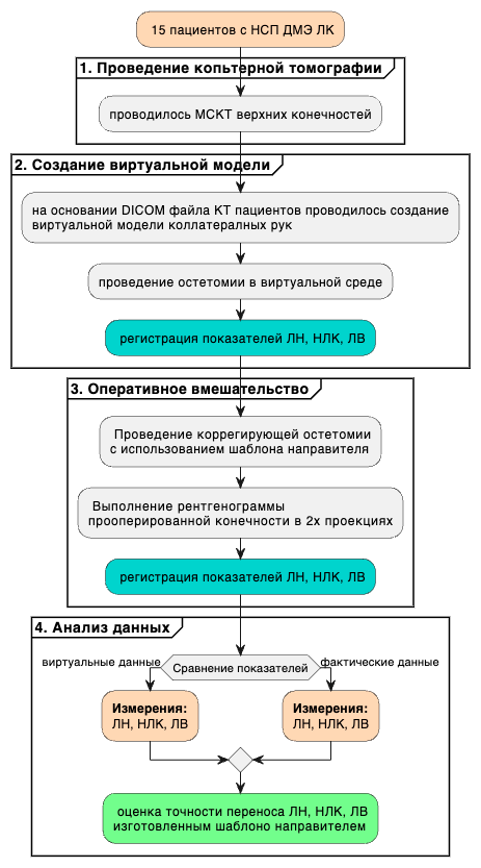 15 пациентов с НСП ДМЭ ЛК
1. Проведение копьтерной томографии
проводилось МСКТ верхних конечностей
2. Создание виртуальной модели
на основании DICOM файла КТ пациентов проводилось создание
виртуальной модели коллатералных рук
проведение остетомии в виртуальной среде
регистрация показателей ЛН, НЛК, ЛВ
3. Оперативное вмешательство
Проведение коррегирующей остетомии
с использованием шаблона направителя
Выполнение рентгенограммы
прооперированной конечности в 2х проекциях
регистрация показателей ЛН, НЛК, ЛВ
4. Анализ данных
виртуальные данные
Сравнение показателей
фактические данные
Измерения:
ЛН, НЛК, ЛВ
Измерения:
ЛН, НЛК, ЛВ
оценка точности переноса ЛН, НЛК, ЛВ
изготовленным шаблоно направителем